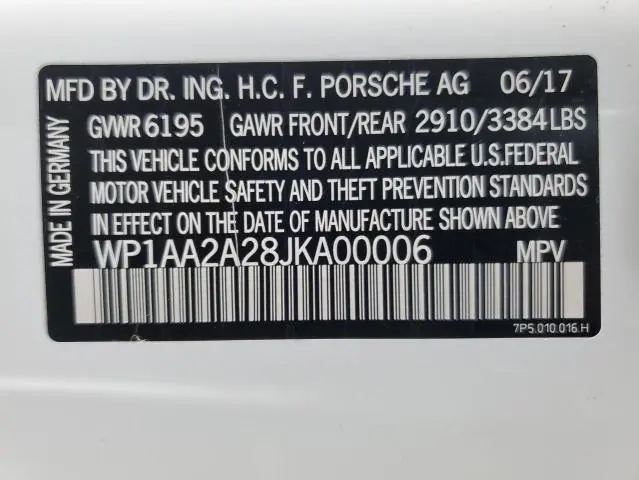 MFD BY DR. ING. H.C. F. PORSCHE AG 06/17
GVWR 6195 GAWR FRONT/REAR 2910/3384 LBS
THIS VEHICLE CONFORMS TO ALL APPLICABLE U.S.FEDERAL
MOTOR VEHICLE SAFETY AND THEFT PREVENTION STANDARDS
IN EFFECT ON THE DATE OF MANUFACTURE SHOWN ABOVE
WP1AA2A28JKA00006 MPV
7P5.010.016.H
MADE IN GERMANY